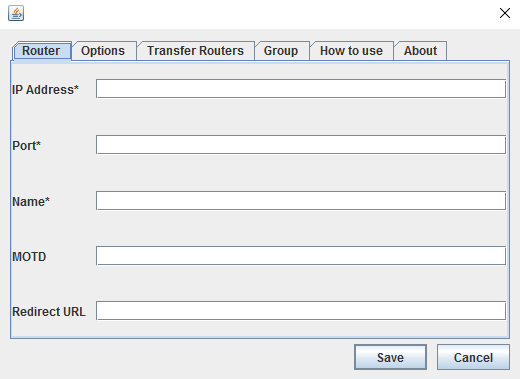 Router Options Transfer Routers Group How to use About
IP Address*
Port*
Name*
MOTD
Redirect URL
Save Cancel